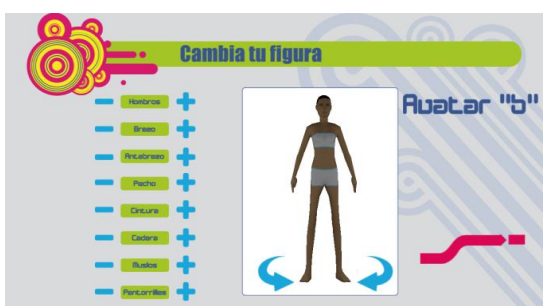 Cambia tu figura
Avatar "b"
Hombros
Brazo
Antebrazo
Pecho
Cintura
Cadera
Muslos
Pantorrillas